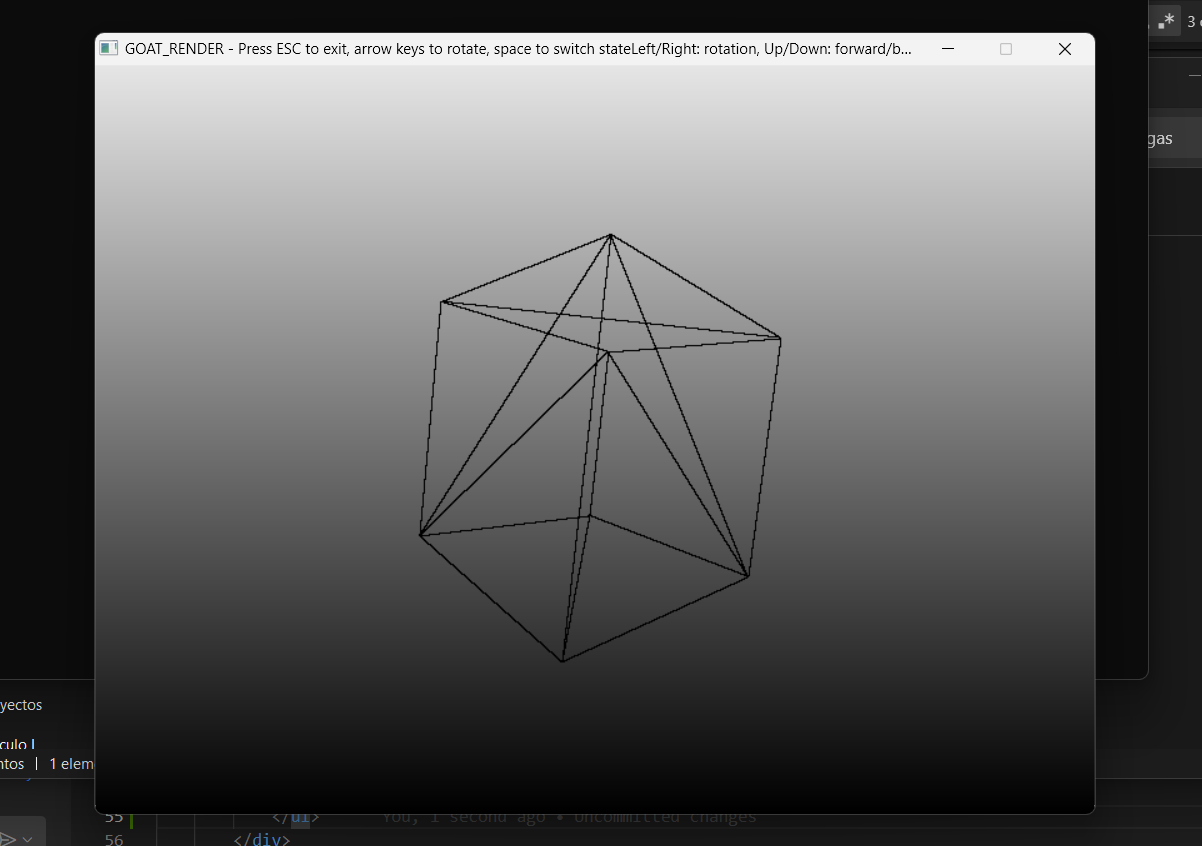 3
GOAT_RENDER - Press ESC to exit, arrow keys to rotate, space to switch stateLeft/Right: rotation, Up/Down: forward/b...
gas
yectos
culo I
ntos | 1 elem
55 </ul> You, 1 second ago • Uncommitted changes
56 </div>